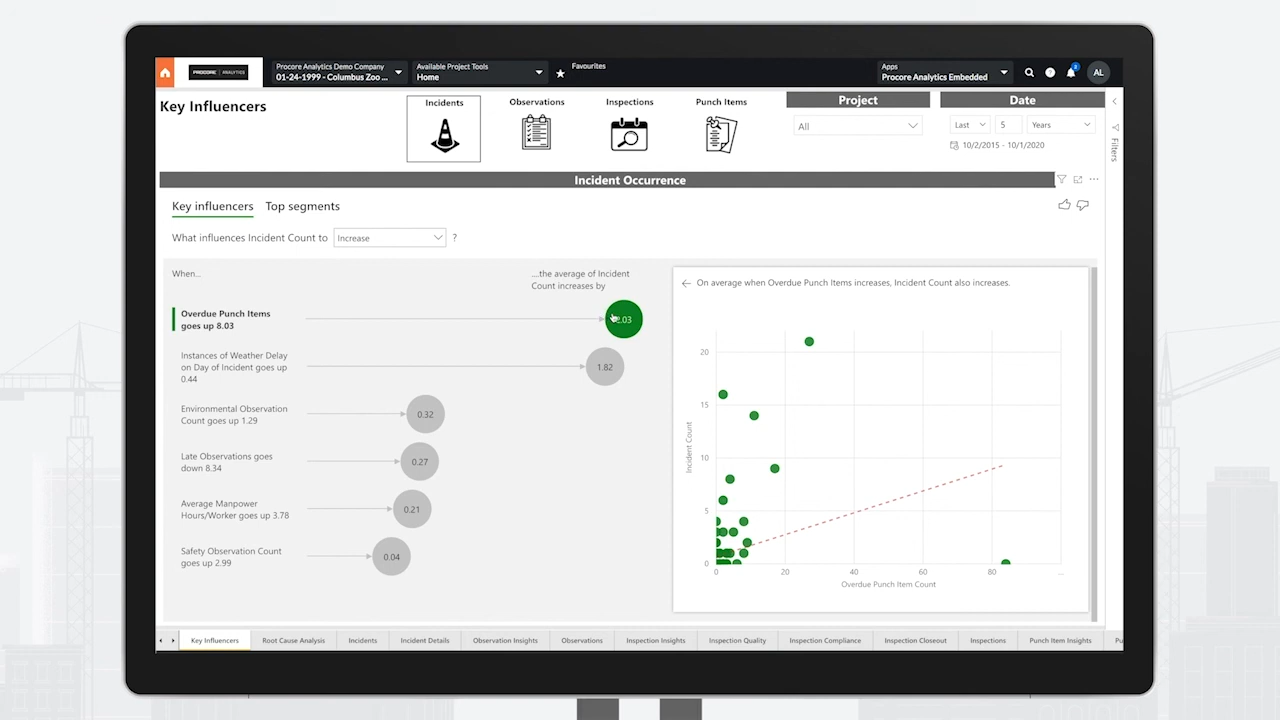 PROCORE | ANALYTICS
Procore Analytics Demo Company
01-24-1999 - Columbus Zoo ...
Available Project Tools
Home
Favourites
Apps
Procore Analytics Embedded
2
AL
Key Influencers
Incidents
Observations
Inspections
Punch Items
Project
All
Date
Last
5
Years
10/2/2015 - 10/1/2020
Filters
Incident Occurrence
...
Key influencers
Top segments
What influences Incident Count to
Increase
?
When...
....the average of Incident
Count increases by
Overdue Punch Items
goes up 8.03
.03
Instances of Weather Delay
on Day of Incident goes up
0.44
1.82
Environmental Observation
Count goes up 1.29
0.32
Late Observations goes
down 8.34
0.27
Average Manpower
Hours/Worker goes up 3.78
0.21
Safety Observation Count
goes up 2.99
0.04
On average when Overdue Punch Items increases, Incident Count also increases.
Incident Count
20
15
10
5
0
0
20
40
60
80
...
Overdue Punch Item Count
Key Influencers
Root Cause Analysis
Incidents
Incident Details
Observation Insights
Observations
Inspection Insights
Inspection Quality
Inspection Compliance
Inspection Closeout
Inspections
Punch Item Insights
Pu